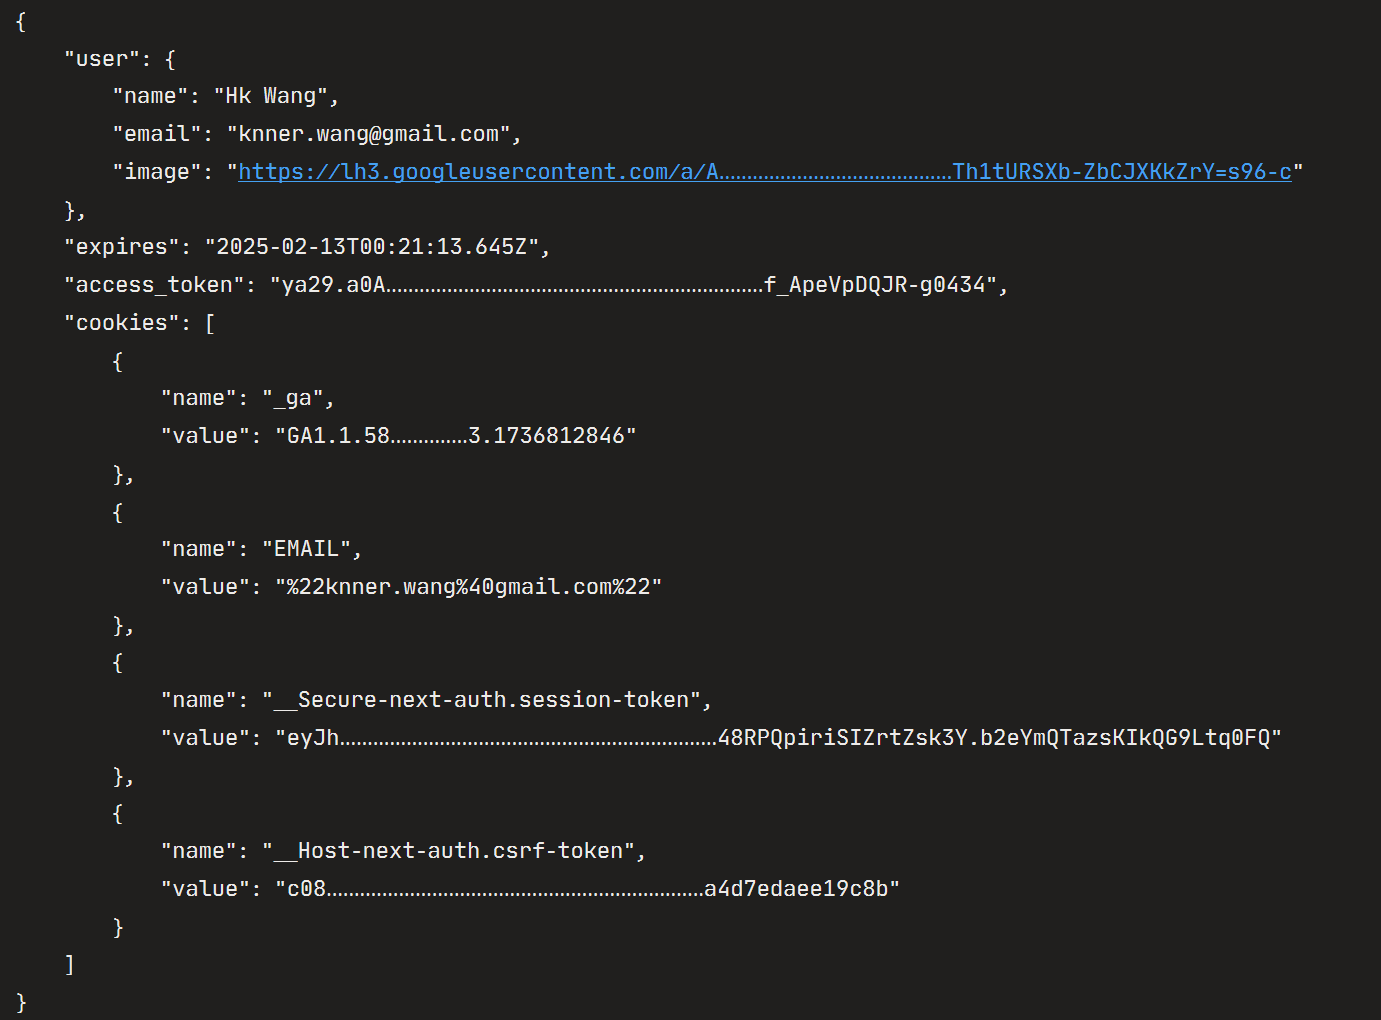 {
    "user": {
        "name": "Hk Wang",
        "email": "knner.wang@gmail.com",
        "image": "https://lh3.googleusercontent.com/a/A..........................................Th1tURSXb-ZbCJXKkZrY=s96-c"
    },
    "expires": "2025-02-13T00:21:13.645Z",
    "access_token": "ya29.a0A....................................................................f_ApeVpDQJR-g0434",
    "cookies": [
        {
            "name": "_ga",
            "value": "GA1.1.58..............3.1736812846"
        },
        {
            "name": "EMAIL",
            "value": "%22knner.wang%40gmail.com%22"
        },
        {
            "name": "__Secure-next-auth.session-token",
            "value": "eyJh....................................................................48RPQpiriSIZrtZsk3Y.b2eYmQTazsKIkQG9Ltq0FQ"
        },
        {
            "name": "__Host-next-auth.csrf-token",
            "value": "c08....................................................................a4d7edaee19c8b"
        }
    ]
}